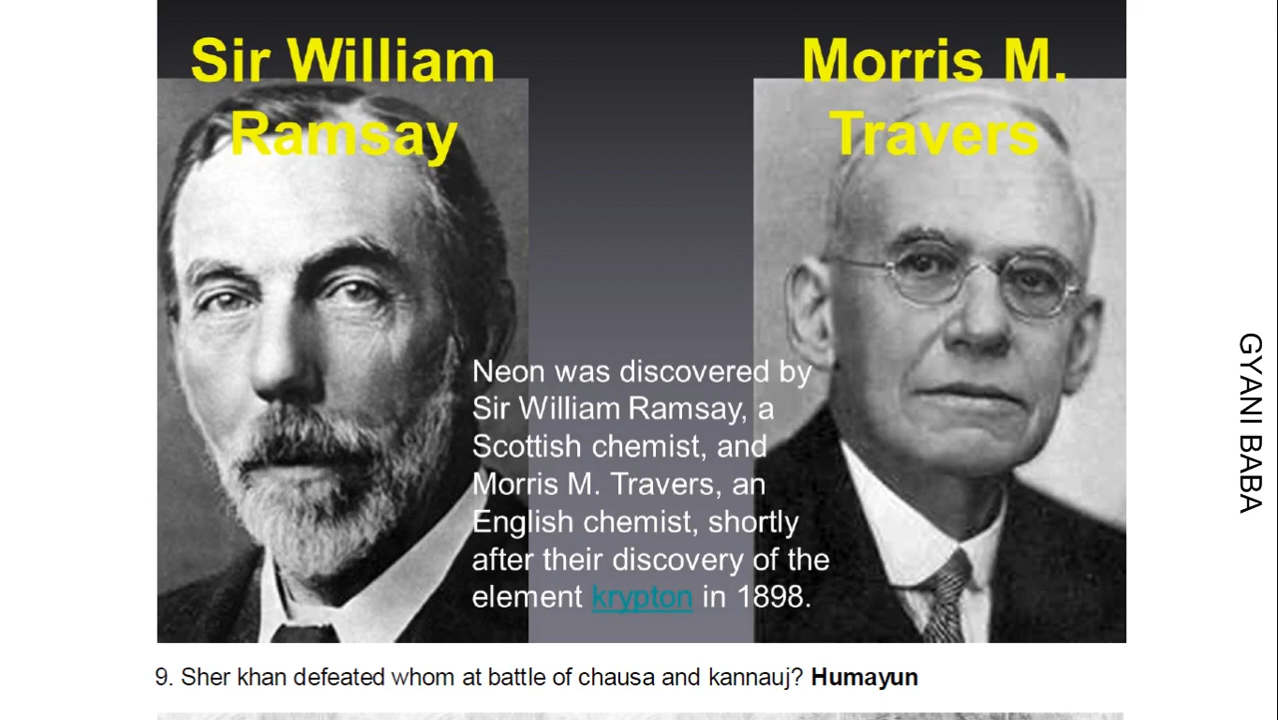 Sir William
Ramsay
Morris M.
Travers
Neon was discovered by
Sir William Ramsay, a
Scottish chemist, and
Morris M. Travers, an
English chemist, shortly
after their discovery of the
element krypton in 1898.
GYANI BABA
9. Sher khan defeated whom at battle of chausa and kannauj? Humayun